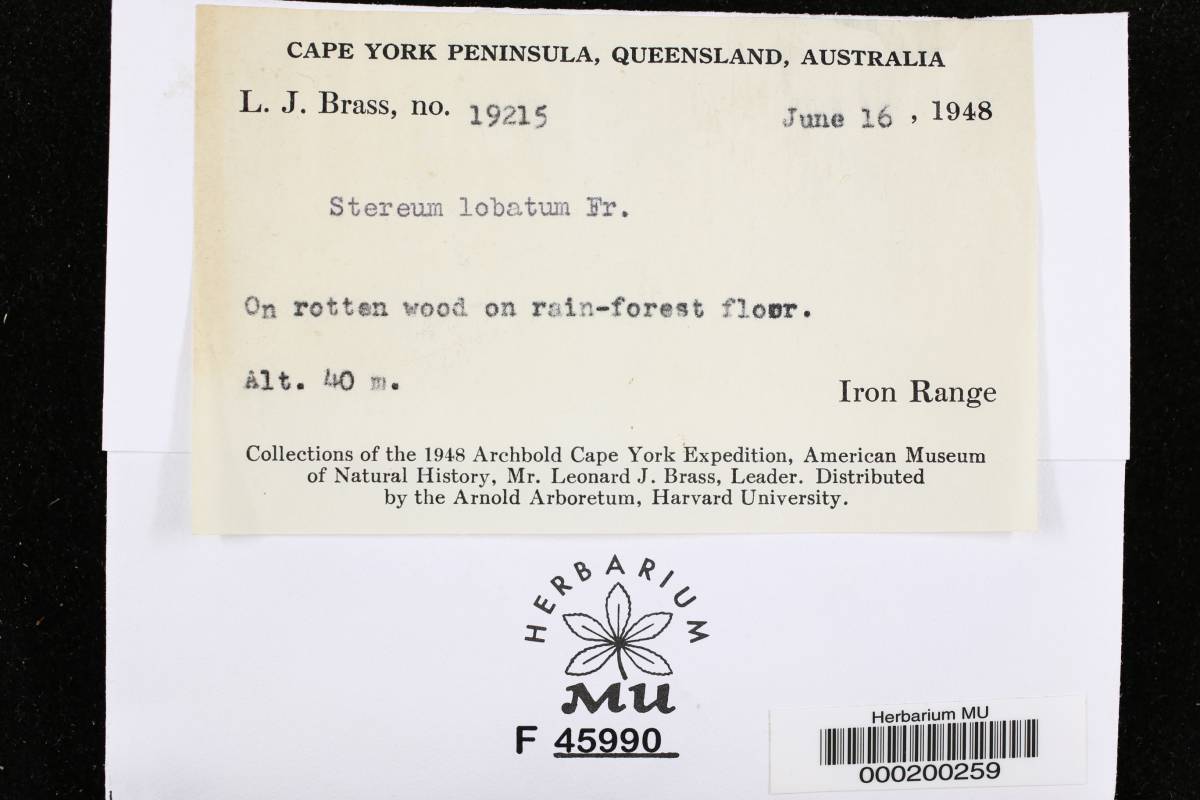 CAPE YORK PENINSULA, QUEENSLAND, AUSTRALIA
L. J. Brass, no. 19215 June 16 , 1948
Stereum lobatum Fr.
On rotten wood on rain-forest floor.
Alt. 40 m.
Iron Range
Collections of the 1948 Archbold Cape York Expedition, American Museum
of Natural History, Mr. Leonard J. Brass, Leader. Distributed
by the Arnold Arboretum, Harvard University.
HERBARIUM
MU
F 45990
Herbarium MU
000200259